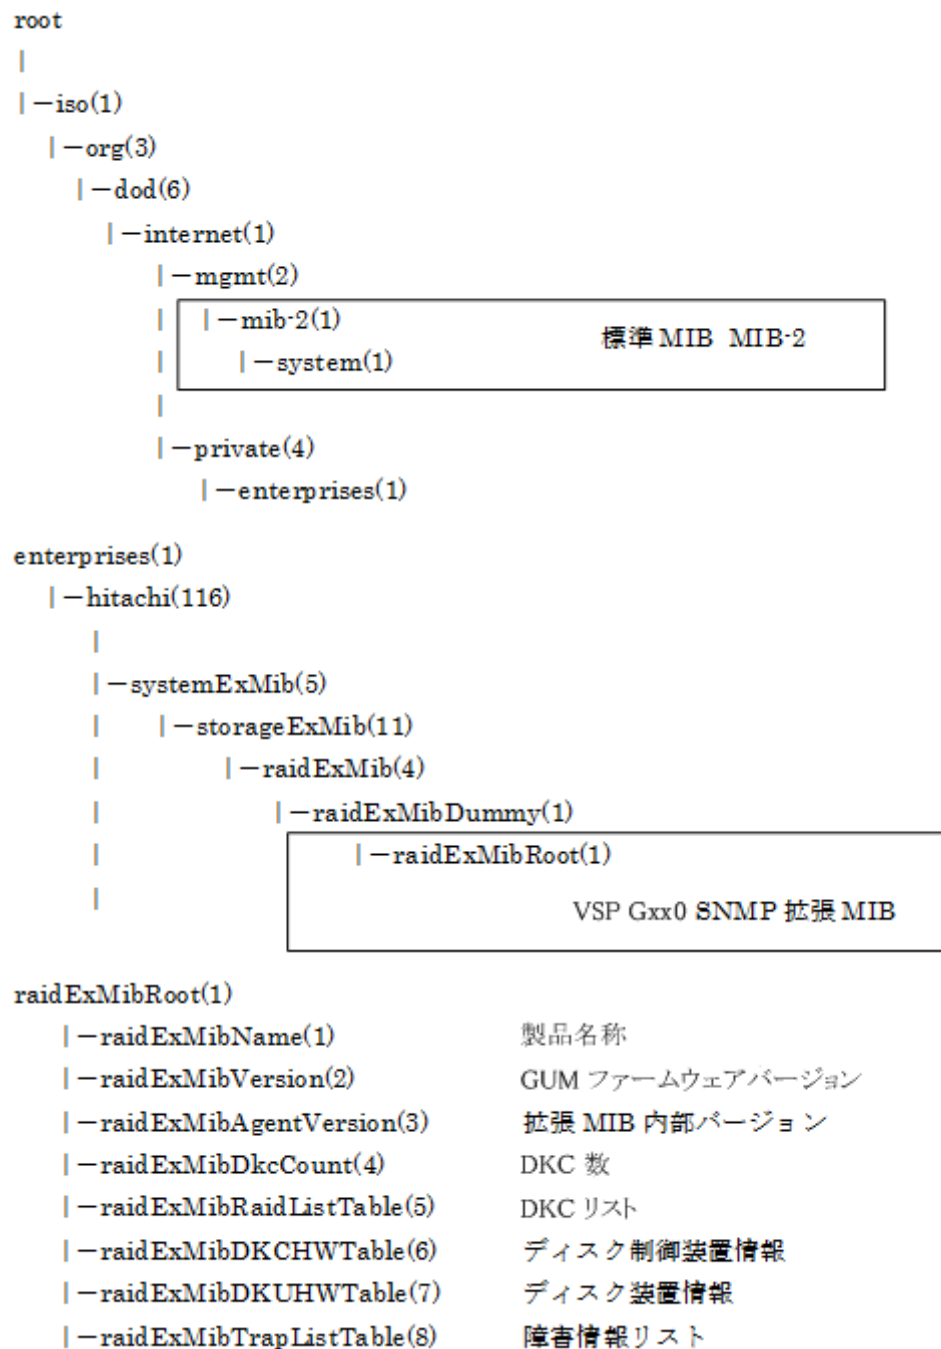 root
|
|－iso(1)
|－org(3)
|－dod(6)
|－internet(1)
|－mgmt(2)
| |－mib-2(1) 標準 MIB MIB-2
| |－system(1)
|
|－private(4)
|－enterprises(1)
enterprises(1)
|－hitachi(116)
|
|－systemExMib(5)
| |－storageExMib(11)
| |－raidExMib(4)
| |－raidExMibDummy(1)
| |－raidExMibRoot(1)
| VSP Gxx0 SNMP 拡張 MIB
raidExMibRoot(1)
|－raidExMibName(1) 製品名称
|－raidExMibVersion(2) GUM ファームウェアバージョン
|－raidExMibAgentVersion(3) 拡張 MIB 内部バージョン
|－raidExMibDkcCount(4) DKC 数
|－raidExMibRaidListTable(5) DKC リスト
|－raidExMibDKCHWTable(6) ディスク制御装置情報
|－raidExMibDKUHWTable(7) ディスク装置情報
|－raidExMibTrapListTable(8) 障害情報リスト